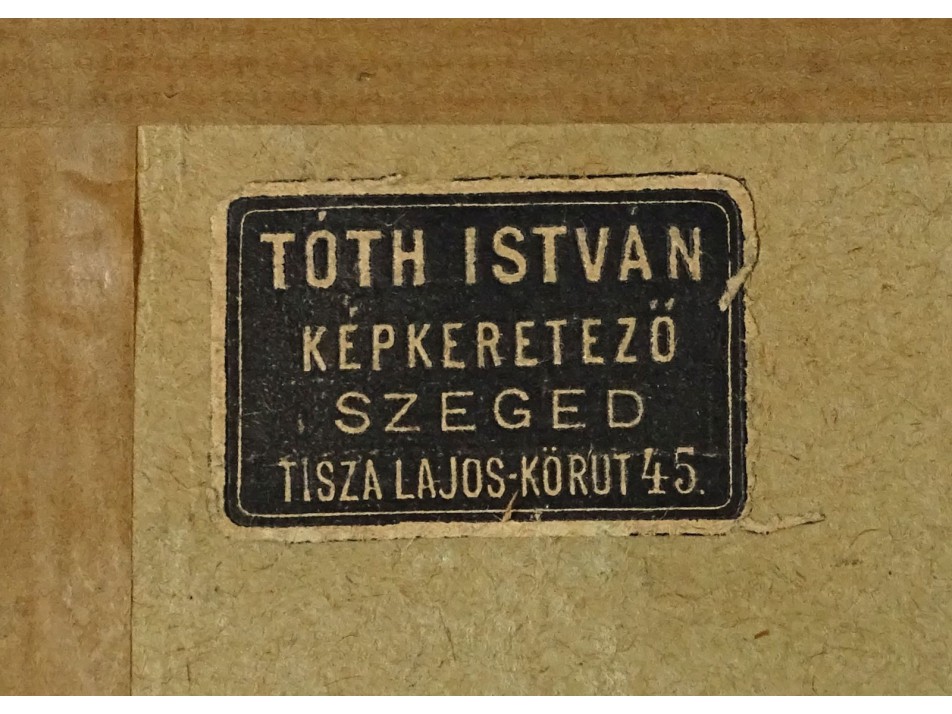 TÓTH ISTVÁN
KÉPKERETEZŐ
SZEGED
TISZA LAJOS-KÖRUT 45.